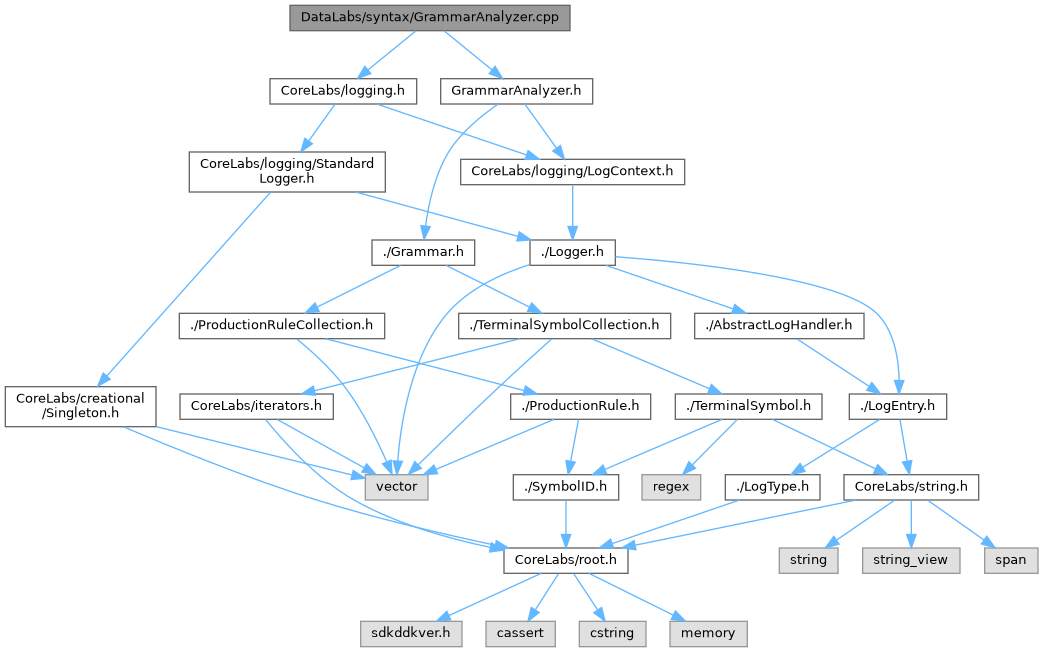 DataLabs/syntax/GrammarAnalyzer.cpp
CoreLabs/logging.h
GrammarAnalyzer.h
CoreLabs/logging/Standard
Logger.h
CoreLabs/logging/LogContext.h
./Grammar.h
./Logger.h
./ProductionRuleCollection.h
./TerminalSymbolCollection.h
./AbstractLogHandler.h
CoreLabs/creational
/Singleton.h
CoreLabs/iterators.h
./ProductionRule.h
./TerminalSymbol.h
./LogEntry.h
vector
./SymbolID.h
regex
./LogType.h
CoreLabs/string.h
CoreLabs/root.h
string
string_view
span
sdkddkver.h
cassert
cstring
memory